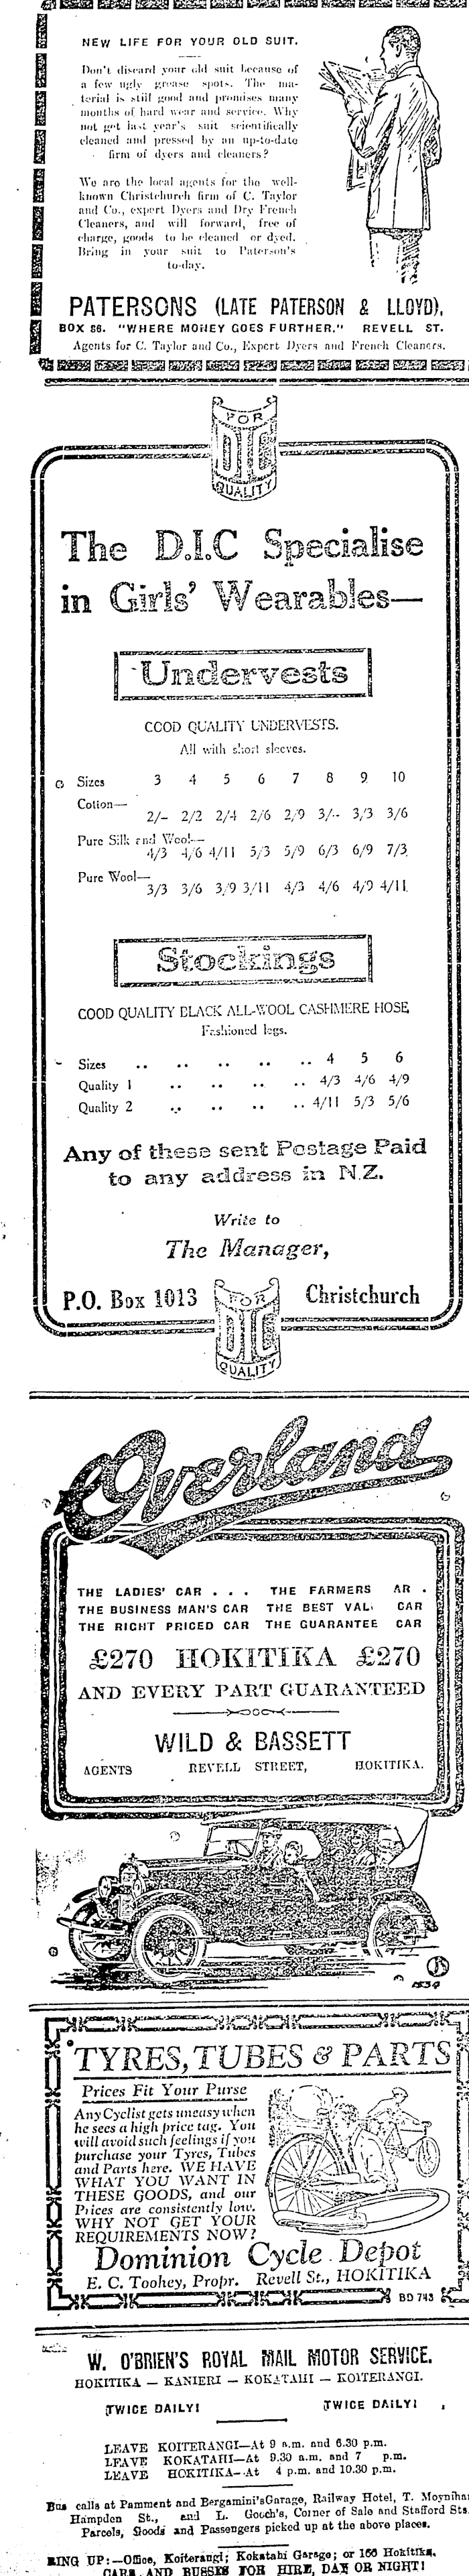 NEW LIFE FOR YOUR OLD SUIT.
Don't discard your old suit because of
a few ugly grease spots. The ma-
terial is still good and promises many
months of hard wear and service. Why
not get last year's suit scientifically
cleaned and pressed by an up-to-date
firm of dyers and cleaners?
We are the local agents for the well-
known Christchurch firm of C. Taylor
and Co., expert Dyers and Dry French
Cleaners, and will forward, free of
charge, goods to be cleaned or dyed.
Bring in your suit to Paterson's
to-day.
PATERSONS (LATE PATERSON & LLOYD),
BOX 86. "WHERE MONEY GOES FURTHER." REVELL ST.
Agents for C. Taylor and Co., Expert Dyers and French Cleaners.
FOR
DIC
QUALITY
The D.I.C Specialise
in Girls' Wearables—
Undervests
GOOD QUALITY UNDERVESTS.
All with short sleeves.
Sizes 3 4 5 6 7 8 9 10
Cotton—
2/- 2/2 2/4 2/6 2/9 3/- 3/3 3/6
Pure Silk and Wool—
4/3 4/6 4/11 5/3 5/9 6/3 6/9 7/3
Pure Wool—
3/3 3/6 3/9 3/11 4/3 4/6 4/9 4/11
Stockings
GOOD QUALITY BLACK ALL-WOOL CASHMERE HOSE
Fashioned legs.
Sizes .. .. .. .. .. 4 5 6
Quality 1 .. .. .. .. 4/3 4/6 4/9
Quality 2 .. .. .. .. 4/11 5/3 5/6
Any of these sent Postage Paid
to any address in N.Z.
Write to
The Manager,
P.O. Box 1013 Christchurch
FOR
DIC
QUALITY
Overland
THE LADIES' CAR . . . THE FARMERS AR .
THE BUSINESS MAN'S CAR THE BEST VAL CAR
THE RIGHT PRICED CAR THE GUARANTEE CAR
£270 HOKITIKA £270
AND EVERY PART GUARANTEED
WILD & BASSETT
AGENTS REVELL STREET, HOKITIKA.
1534
TYRES, TUBES & PARTS
Prices Fit Your Purse
Any Cyclist gets uneasy when
he sees a high price tag. You
will avoid such feelings if you
purchase your Tyres, Tubes
and Parts here. WE HAVE
WHAT YOU WANT IN
THESE GOODS, and our
Prices are consistently low.
WHY NOT GET YOUR
REQUIREMENTS NOW?
Dominion Cycle Depot
E. C. Toohey, Propr. Revell St., HOKITIKA
BD 743
W. O'BRIEN'S ROYAL MAIL MOTOR SERVICE.
HOKITIKA — KANIERI — KOKATAHI — KOITERANGI.
TWICE DAILY! TWICE DAILY!
LEAVE KOITERANGI—At 9 a.m. and 6.30 p.m.
LEAVE KOKATAHI—At 9.30 a.m. and 7 p.m.
LEAVE HOKITIKA—At 4 p.m. and 10.30 p.m.
Bus calls at Pamment and Bergamini's Garage, Railway Hotel, T. Moynihan
Hampden St., and L. Gooch's, Corner of Sale and Stafford Sts.
Parcels, Goods and Passengers picked up at the above places.
RING UP:—Office, Koiterangi; Kokatahi Garage; or 166 Hokitika.
CARS AND BUSSES FOR HIRE, DAY OR NIGHT!